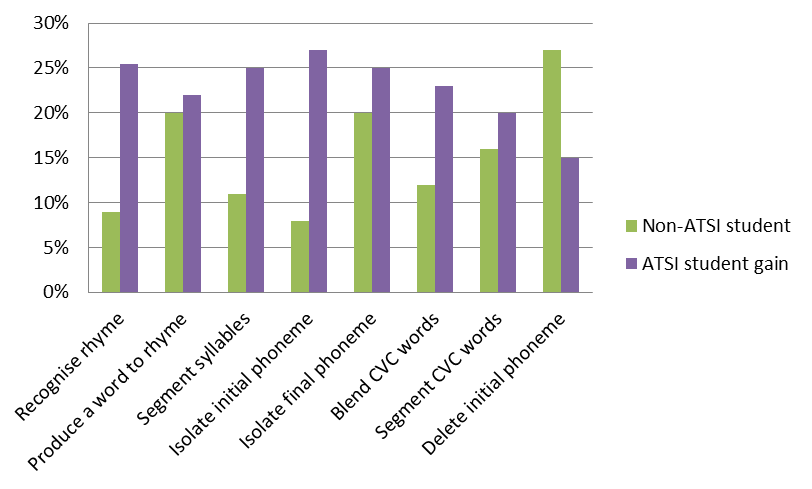 30%
25%
20%
15%
10%
5%
0%
Recognise rhyme
Produce a word to rhyme
Segment syllables
Isolate initial phoneme
Isolate final phoneme
Blend CVC words
Segment CVC words
Delete initial phoneme
Non-ATSI student
ATSI student gain